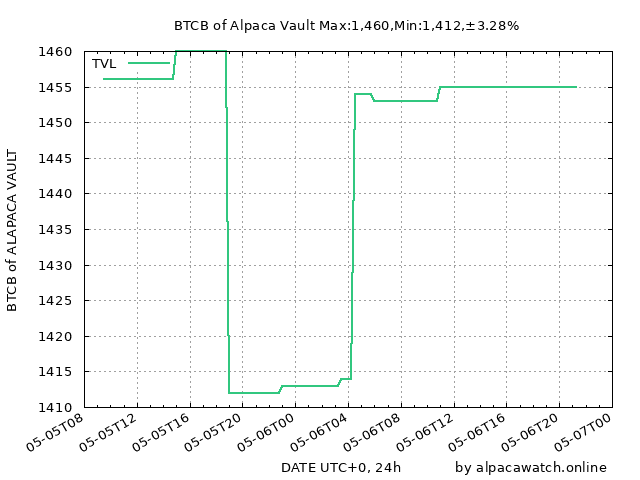 BTCB of Alpaca Vault Max:1,460,Min:1,412,±3.28%
TVL
BTCB of ALAPACA VAULT
1460
1455
1450
1445
1440
1435
1430
1425
1420
1415
1410
05-05T08
05-05T12
05-05T16
05-05T20
05-06T00
05-06T04
05-06T08
05-06T12
05-06T16
05-06T20
05-07T00
DATE UTC+0, 24h
by alpacawatch.online